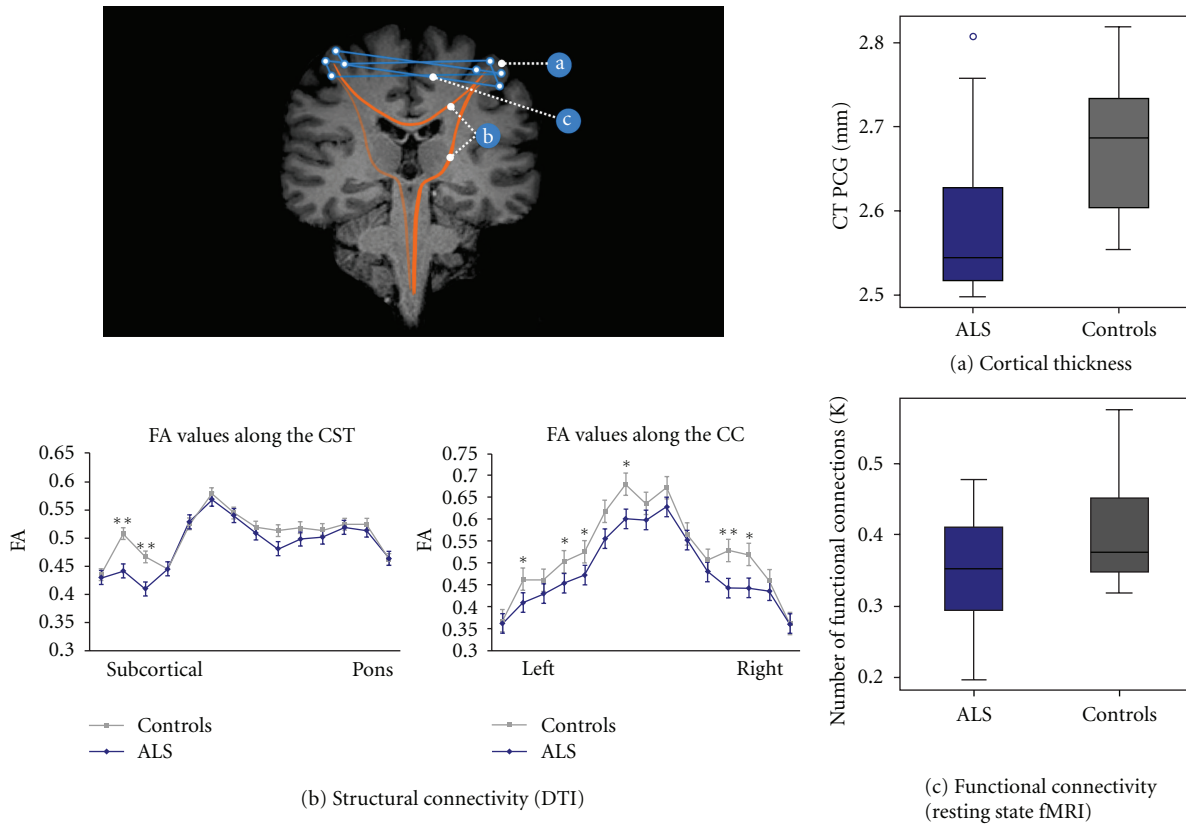 a
b
c
2.8
2.7
2.6
2.5
CT PCG (mm)
ALS Controls
(a) Cortical thickness
FA values along the CST
0.65
0.6
0.55
0.5
0.45
0.4
0.35
0.3
FA
** **
Subcortical Pons
Controls
ALS
FA values along the CC
0.75
0.7
0.65
0.6
0.55
0.5
0.45
0.4
0.35
0.3
FA
* * * * ** *
Left Right
Controls
ALS
(b) Structural connectivity (DTI)
0.5
0.4
0.3
0.2
Number of functional connections (K)
ALS Controls
(c) Functional connectivity
(resting state fMRI)